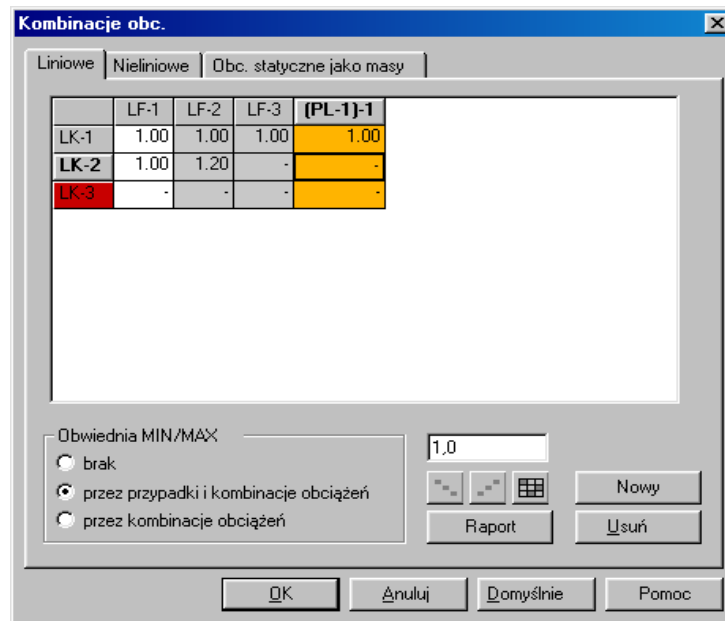 Kombinacje obc.
Liniowe Nieliniowe Obc. statyczne jako masy
LF-1 LF-2 LF-3 (PL-1)-1
LK-1 1.00 1.00 1.00 1.00
LK-2 1.00 1.20 - -
LK-3 - - - -
Obwiednia MIN/MAX
1,0
brak
przez przypadki i kombinacje obciążeń
Nowy
przez kombinacje obciążeń
Raport Usuń
OK Anuluj Domyślnie Pomoc